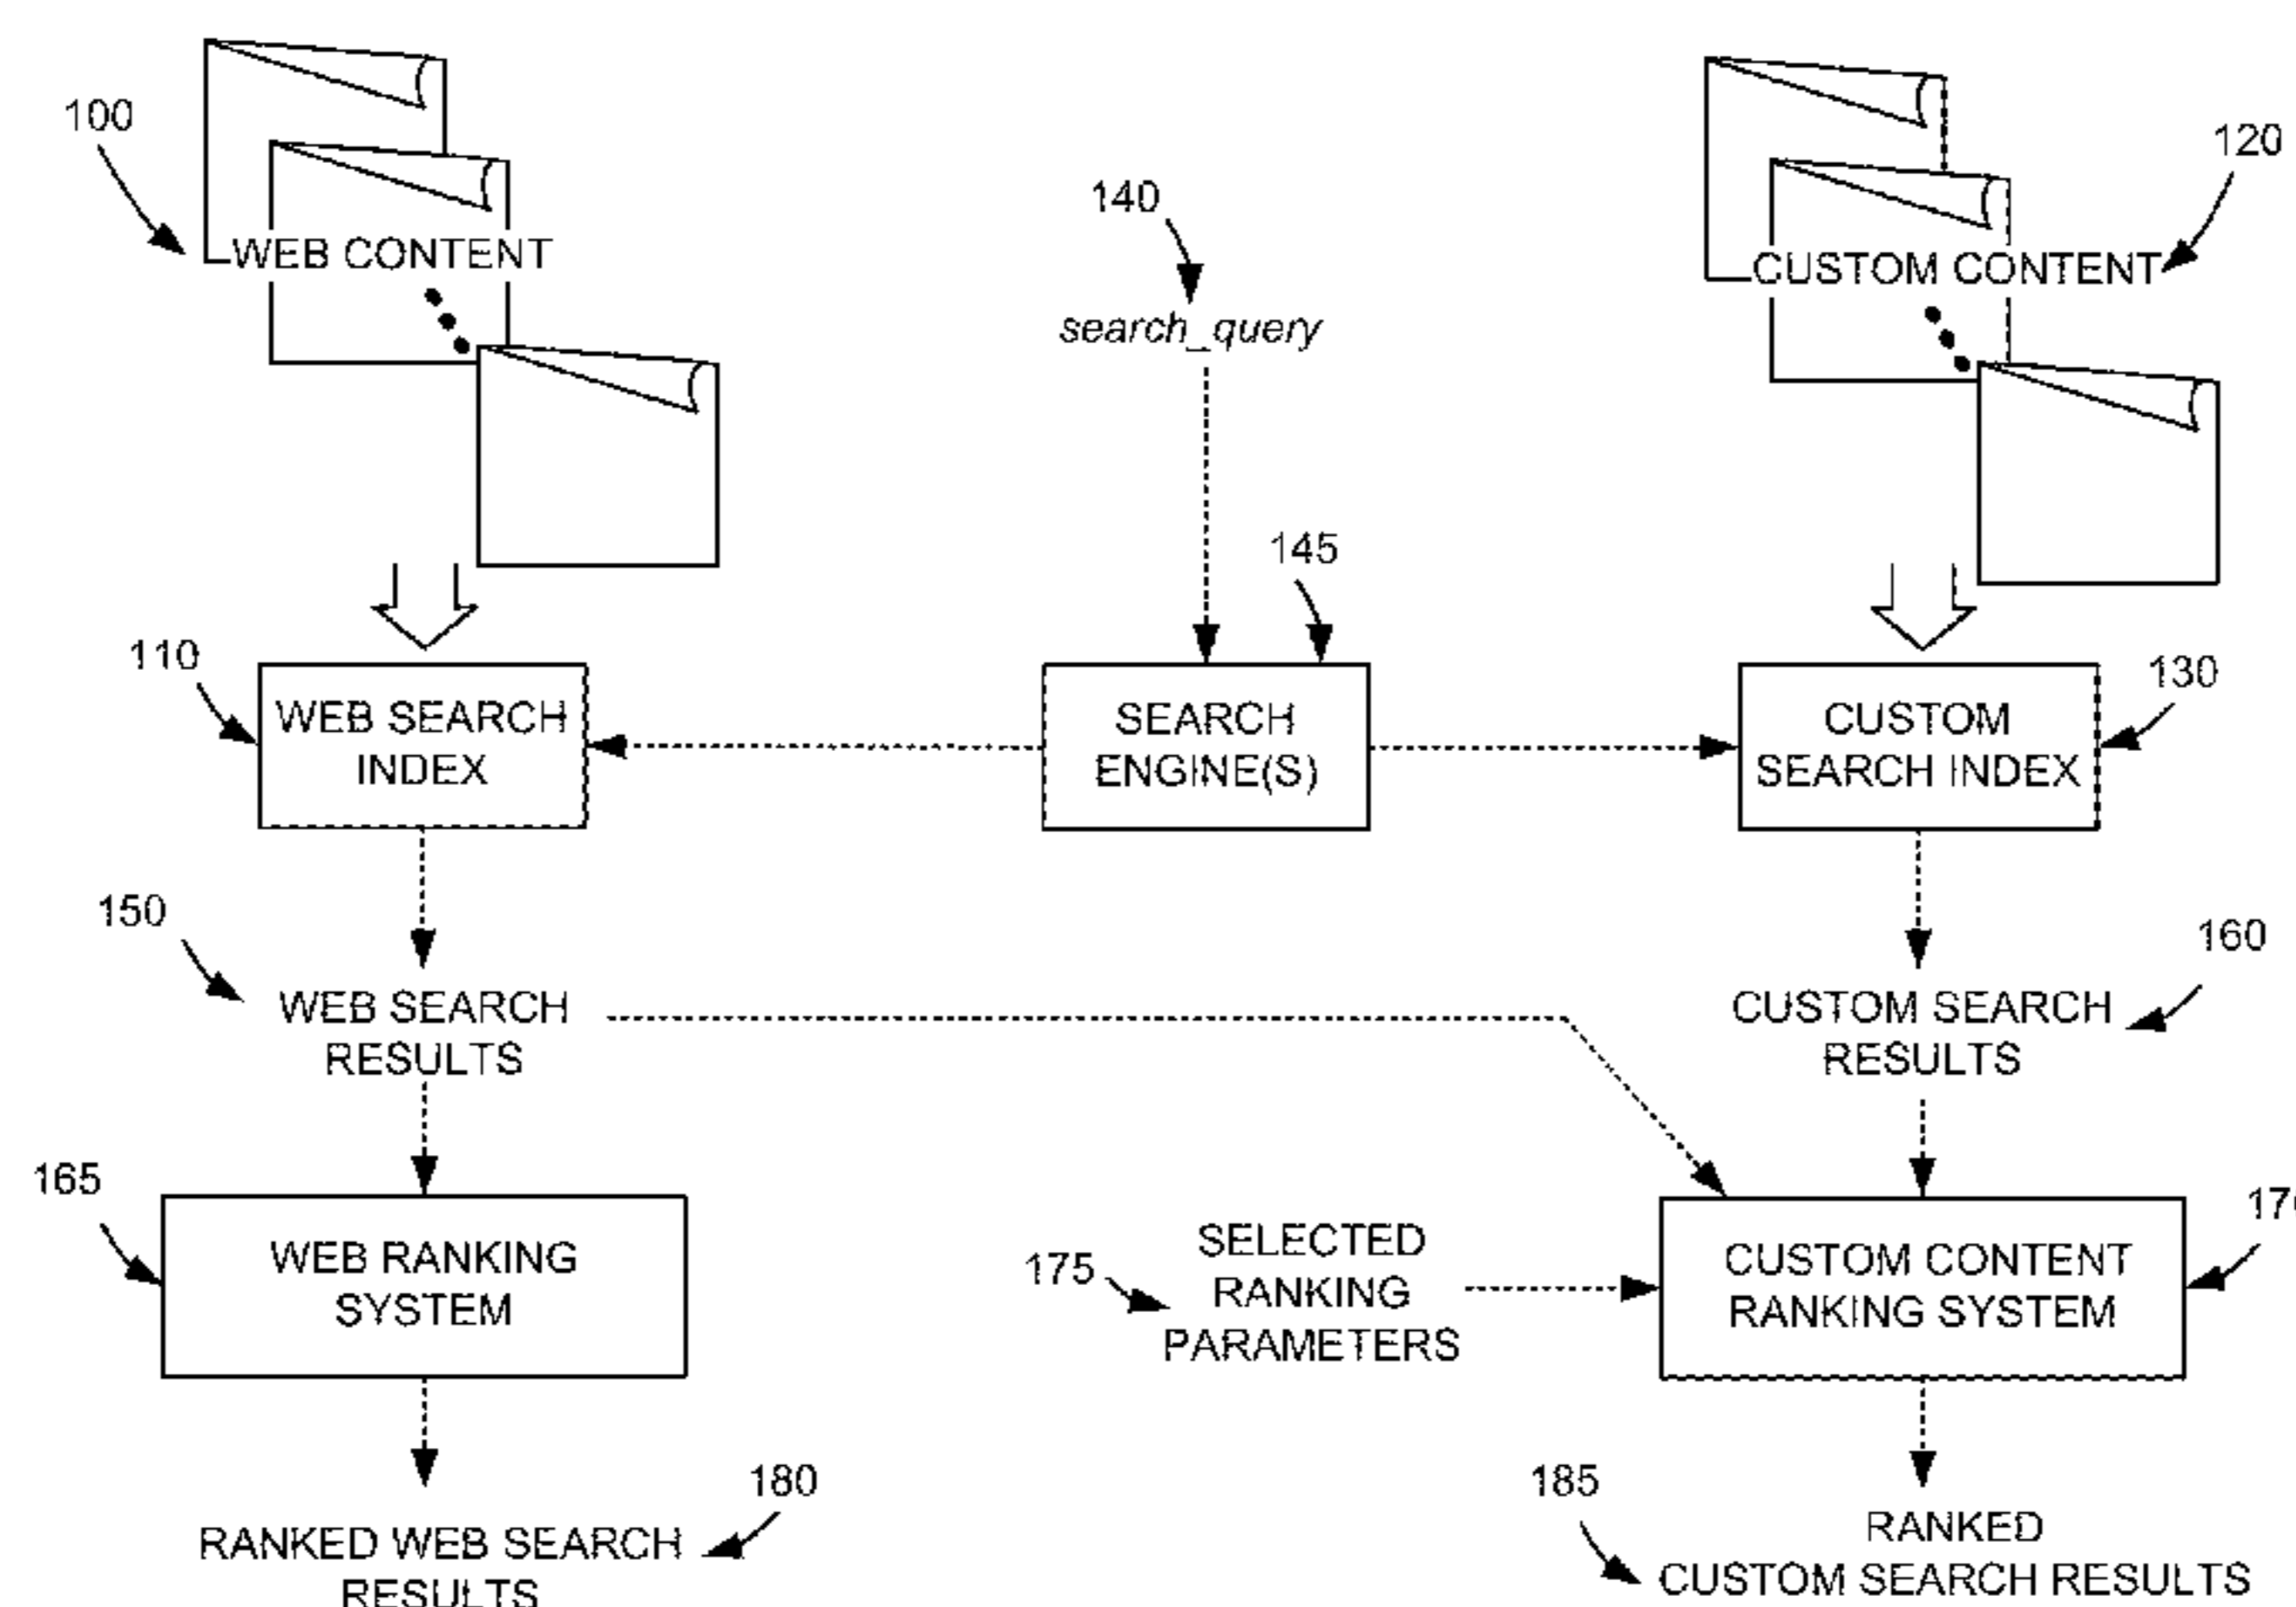 100
WEB CONTENT
140
search_query
120
CUSTOM CONTENT
145
110
WEB SEARCH
INDEX
SEARCH
ENGINE(S)
130
CUSTOM
SEARCH INDEX
150
WEB SEARCH
RESULTS
160
CUSTOM SEARCH
RESULTS
165
WEB RANKING
SYSTEM
175
SELECTED
RANKING
PARAMETERS
CUSTOM CONTENT
RANKING SYSTEM
180
RANKED WEB SEARCH
RESULTS
185
RANKED
CUSTOM SEARCH RESULTS